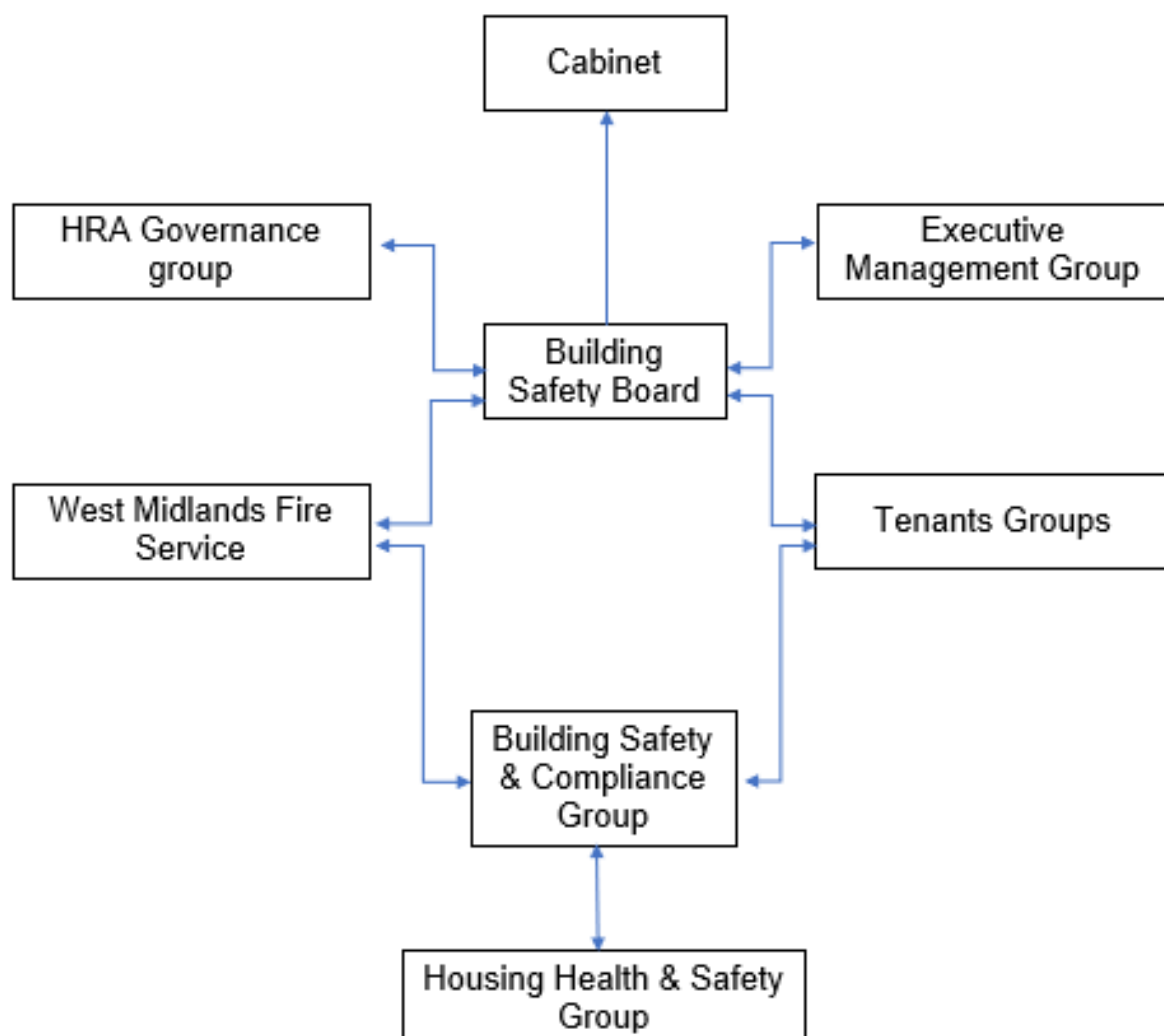 Cabinet
HRA Governance
group
Executive
Management Group
Building
Safety Board
West Midlands Fire
Service
Tenants Groups
Building Safety
& Compliance
Group
Housing Health & Safety
Group